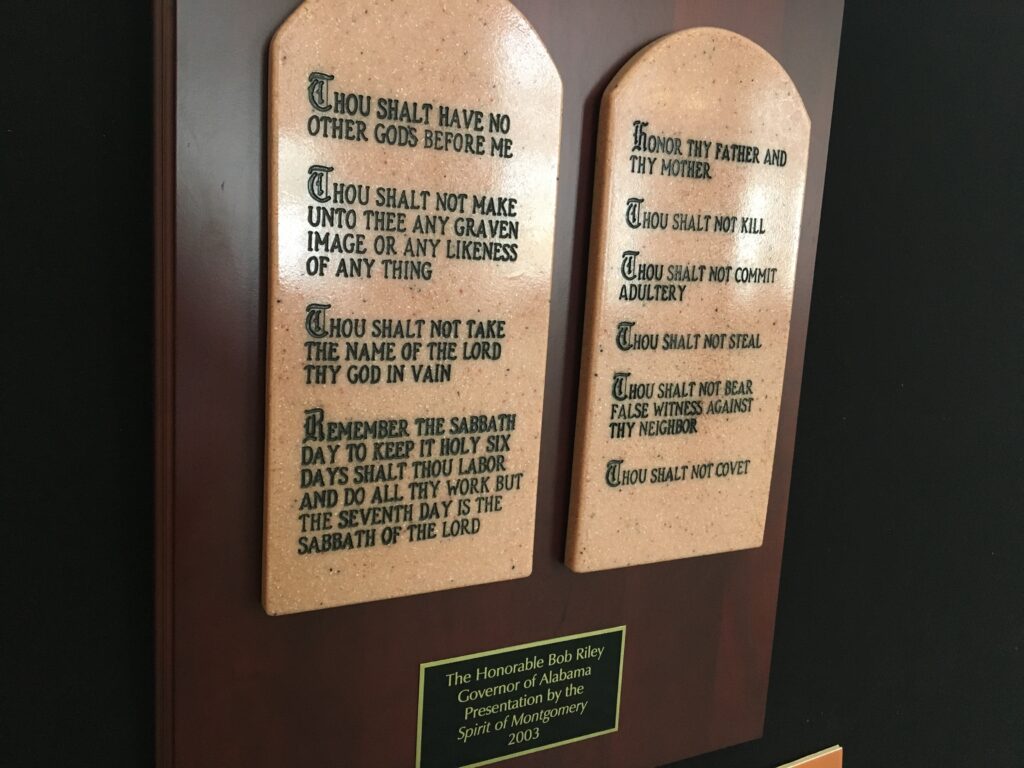 THOU SHALT HAVE NO
OTHER GODS BEFORE ME
THOU SHALT NOT MAKE
UNTO THEE ANY GRAVEN
IMAGE OR ANY LIKENESS
OF ANY THING
THOU SHALT NOT TAKE
THE NAME OF THE LORD
THY GOD IN VAIN
REMEMBER THE SABBATH
DAY TO KEEP IT HOLY SIX
DAYS SHALT THOU LABOR
AND DO ALL THY WORK BUT
THE SEVENTH DAY IS THE
SABBATH OF THE LORD
HONOR THY FATHER AND
THY MOTHER
THOU SHALT NOT KILL
THOU SHALT NOT COMMIT
ADULTERY
THOU SHALT NOT STEAL
THOU SHALT NOT BEAR
FALSE WITNESS AGAINST
THY NEIGHBOR
THOU SHALT NOT COVET
The Honorable Bob Riley
Governor of Alabama
Presentation by the
Spirit of Montgomery
2003